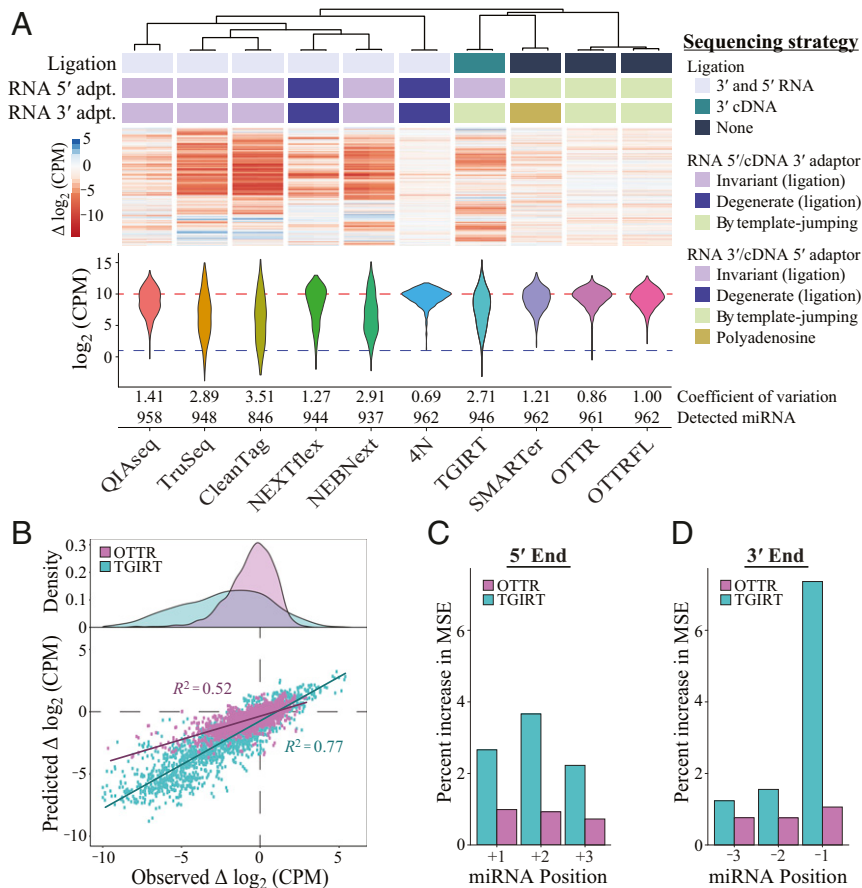 A
Ligation
RNA 5′ adpt.
RNA 3′ adpt.
Δ log2 (CPM)
5
0
−5
−10
log2 (CPM)
15
10
5
0
1.41 2.89 3.51 1.27 2.91 0.69 2.71 1.21 0.86 1.00 Coefficient of variation
958 948 846 944 937 962 946 962 961 962 Detected miRNA
QIAseq TruSeq CleanTag NEXTflex NEBNext 4N TGIRT SMARTer OTTR OTTRFL
Sequencing strategy
Ligation
3′ and 5′ RNA
3′ cDNA
None
RNA 5′/cDNA 3′ adaptor
Invariant (ligation)
Degenerate (ligation)
By template-jumping
RNA 3′/cDNA 5′ adaptor
Invariant (ligation)
Degenerate (ligation)
By template-jumping
Polyadenosine
B
OTTR
TGIRT
Density
0.3
0.2
0.1
0
Predicted Δ log2 (CPM)
5
0
−5
−10
R2 = 0.52
R2 = 0.77
−10 −5 0 5
Observed Δ log2 (CPM)
C
5′ End
OTTR
TGIRT
Percent increase in MSE
6
4
2
0
+1 +2 +3
miRNA Position
D
3′ End
OTTR
TGIRT
Percent increase in MSE
6
4
2
0
−3 −2 −1
miRNA Position